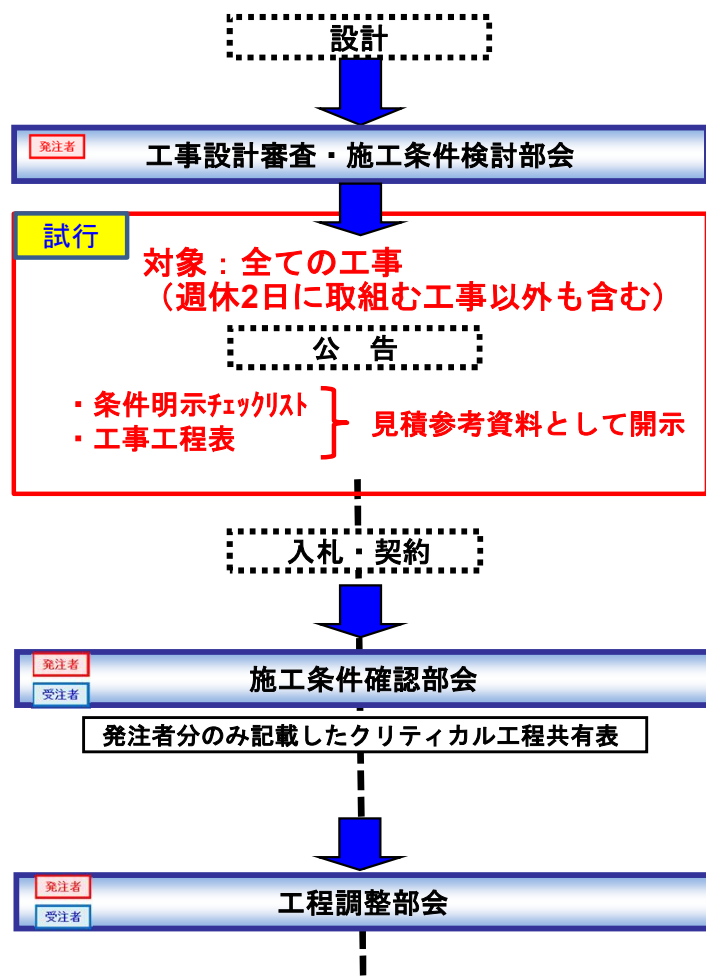 設計
発注者
工事設計審査・施工条件検討部会
試行
対象：全ての工事
（週休2日に取組む工事以外も含む）
公　告
・条件明示ﾁｪｯｸﾘｽﾄ
・工事工程表
見積参考資料として開示
入札・契約
発注者
受注者
施工条件確認部会
発注者分のみ記載したクリティカル工程共有表
発注者
受注者
工程調整部会